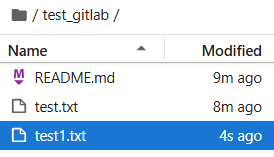 / test_gitlab /
Name Modified
README.md 9m ago
test.txt 8m ago
test1.txt 4s ago